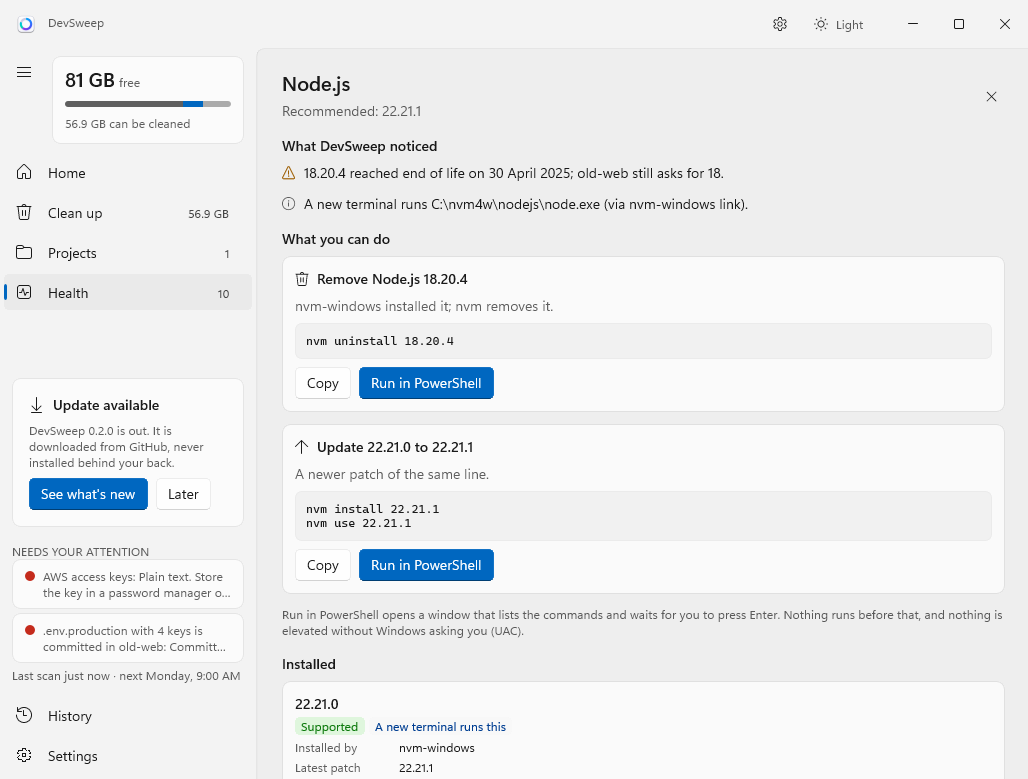 DevSweep
Light
81 GB free
56.9 GB can be cleaned
Home
Clean up 56.9 GB
Projects 1
Health 10
Update available
DevSweep 0.2.0 is out. It is
downloaded from GitHub, never
installed behind your back.
See what's new
Later
NEEDS YOUR ATTENTION
AWS access keys: Plain text. Store
the key in a password manager o...
.env.production with 4 keys is
committed in old-web: Committ...
Last scan just now · next Monday, 9:00 AM
History
Settings
Node.js
Recommended: 22.21.1
What DevSweep noticed
18.20.4 reached end of life on 30 April 2025; old-web still asks for 18.
A new terminal runs C:\nvm4w\nodejs\node.exe (via nvm-windows link).
What you can do
Remove Node.js 18.20.4
nvm-windows installed it; nvm removes it.
nvm uninstall 18.20.4
Copy
Run in PowerShell
Update 22.21.0 to 22.21.1
A newer patch of the same line.
nvm install 22.21.1
nvm use 22.21.1
Copy
Run in PowerShell
Run in PowerShell opens a window that lists the commands and waits for you to press Enter. Nothing runs before that, and nothing is
elevated without Windows asking you (UAC).
Installed
22.21.0
Supported A new terminal runs this
Installed by nvm-windows
Latest patch 22.21.1